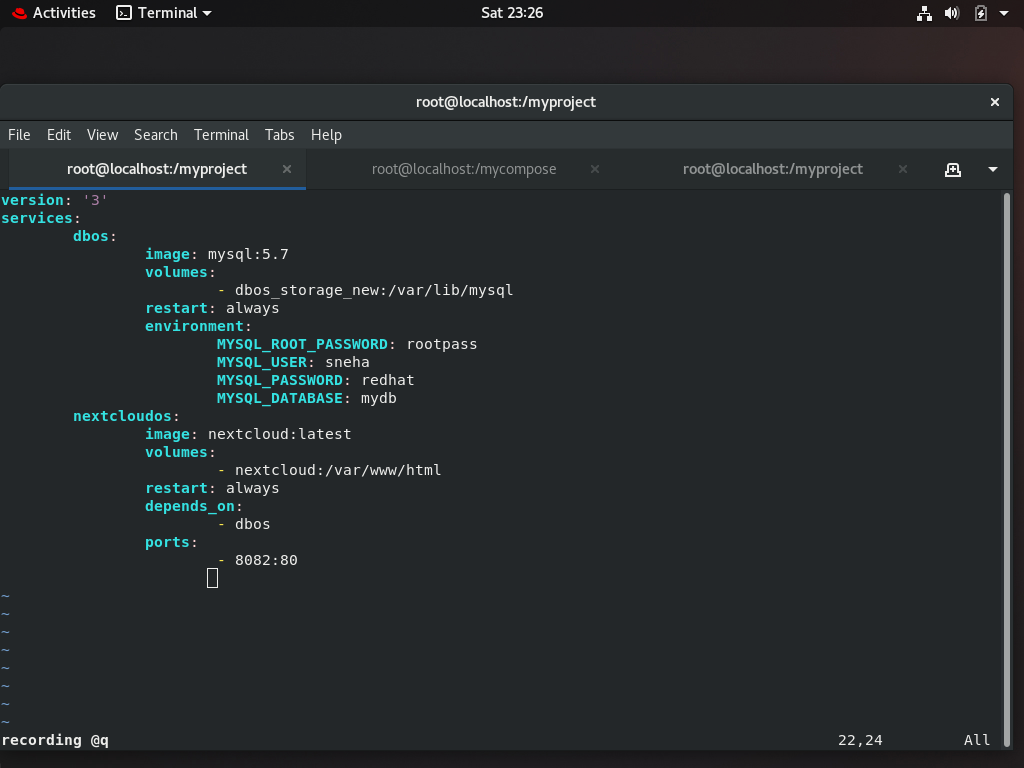 Activities Terminal Sat 23:26
root@localhost:/myproject
File Edit View Search Terminal Tabs Help
root@localhost:/myproject root@localhost:/mycompose root@localhost:/myproject
version: '3'
services:
dbos:
image: mysql:5.7
volumes:
- dbos_storage_new:/var/lib/mysql
restart: always
environment:
MYSQL_ROOT_PASSWORD: rootpass
MYSQL_USER: sneha
MYSQL_PASSWORD: redhat
MYSQL_DATABASE: mydb
nextcloudos:
image: nextcloud:latest
volumes:
- nextcloud:/var/www/html
restart: always
depends_on:
- dbos
ports:
- 8082:80
~
~
~
~
~
~
~
~
recording @q 22,24 All